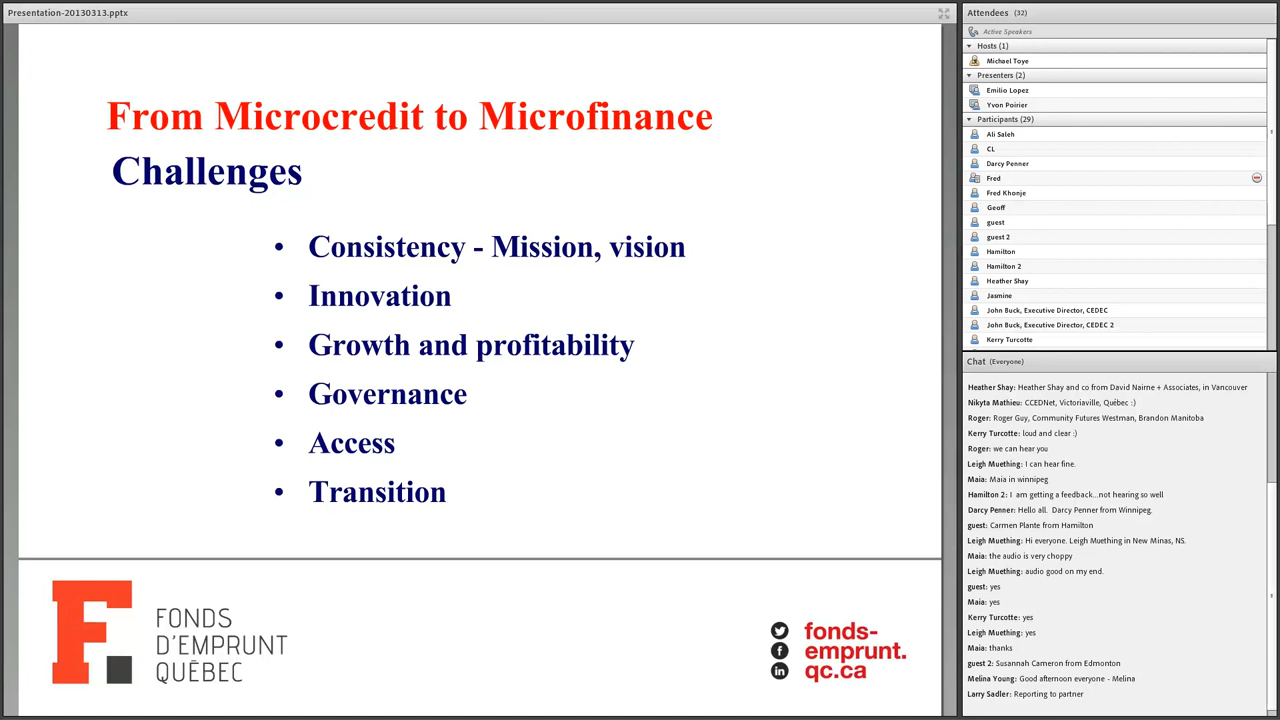 Presentation-20130313.pptx
From Microcredit to Microfinance
Challenges
• Consistency - Mission, vision
• Innovation
• Growth and profitability
• Governance
• Access
• Transition
FONDS
D'EMPRUNT
QUÉBEC
fonds-
emprunt.
qc.ca
Attendees (32)
Active Speakers
Hosts (1)
Michael Toye
Presenters (2)
Emilio Lopez
Yvon Poirier
Participants (29)
Ali Saleh
CL
Darcy Penner
Fred
Fred Khonje
Geoff
guest
guest 2
Hamilton
Hamilton 2
Heather Shay
Jasmine
John Buck, Executive Director, CEDEC
John Buck, Executive Director, CEDEC 2
Kerry Turcotte
Chat (Everyone)
Heather Shay: Heather Shay and co from David Nairne + Associates, in Vancouver
Nikyta Mathieu: CCEDNet, Victoriaville, Québec :)
Roger: Roger Guy, Community Futures Westman, Brandon Manitoba
Kerry Turcotte: loud and clear :)
Roger: we can hear you
Leigh Muething: I can hear fine.
Maia: Maia in winnipeg
Hamilton 2: I am getting a feedback...not hearing so well
Darcy Penner: Hello all. Darcy Penner from Winnipeg.
guest: Carmen Plante from Hamilton
Leigh Muething: Hi everyone. Leigh Muething in New Minas, NS.
Maia: the audio is very choppy
Leigh Muething: audio good on my end.
guest: yes
Maia: yes
Kerry Turcotte: yes
Leigh Muething: yes
Maia: thanks
guest 2: Susannah Cameron from Edmonton
Melina Young: Good afternoon everyone - Melina
Larry Sadler: Reporting to partner